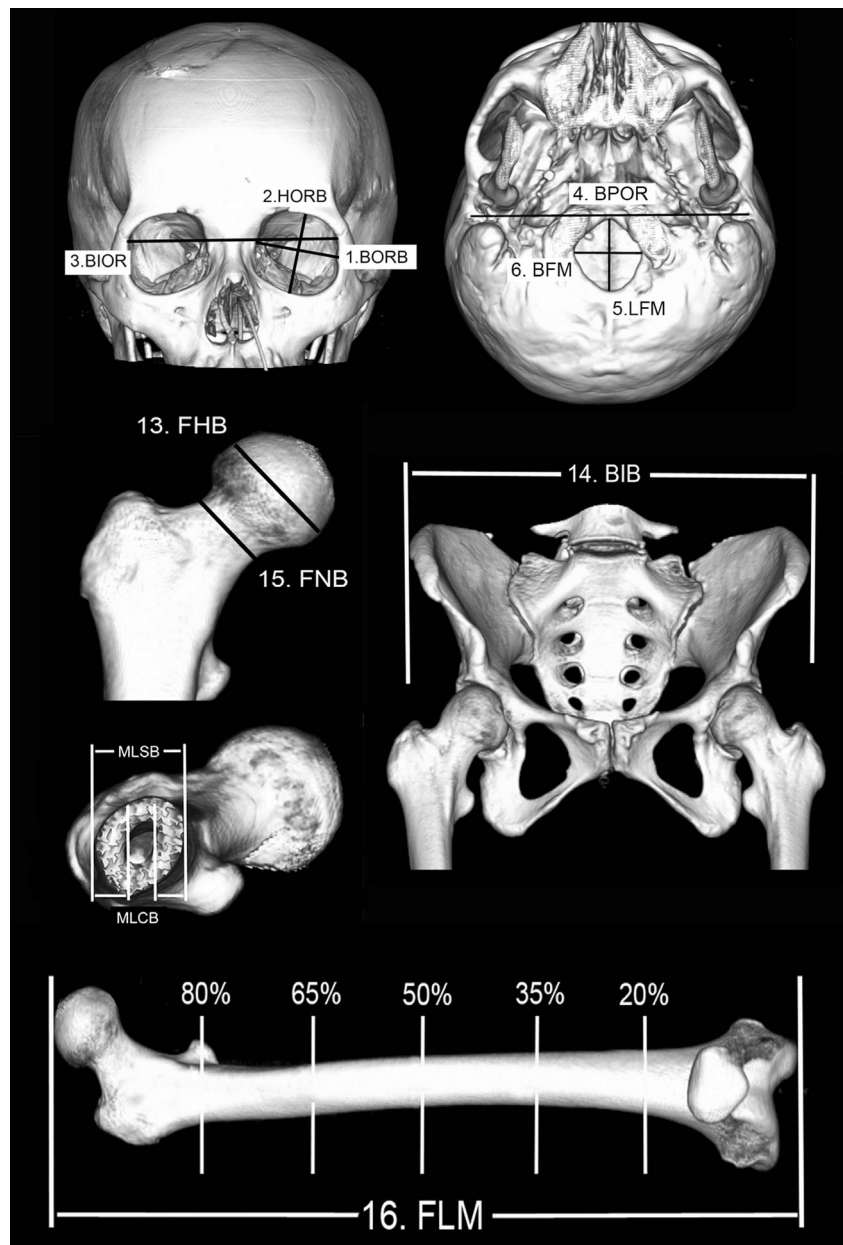 2.HORB
3.BIOR
1.BORB
4. BPOR
6. BFM
5.LFM
13. FHB
15. FNB
14. BIB
MLSB
MLCB
80% 65% 50% 35% 20%
16. FLM